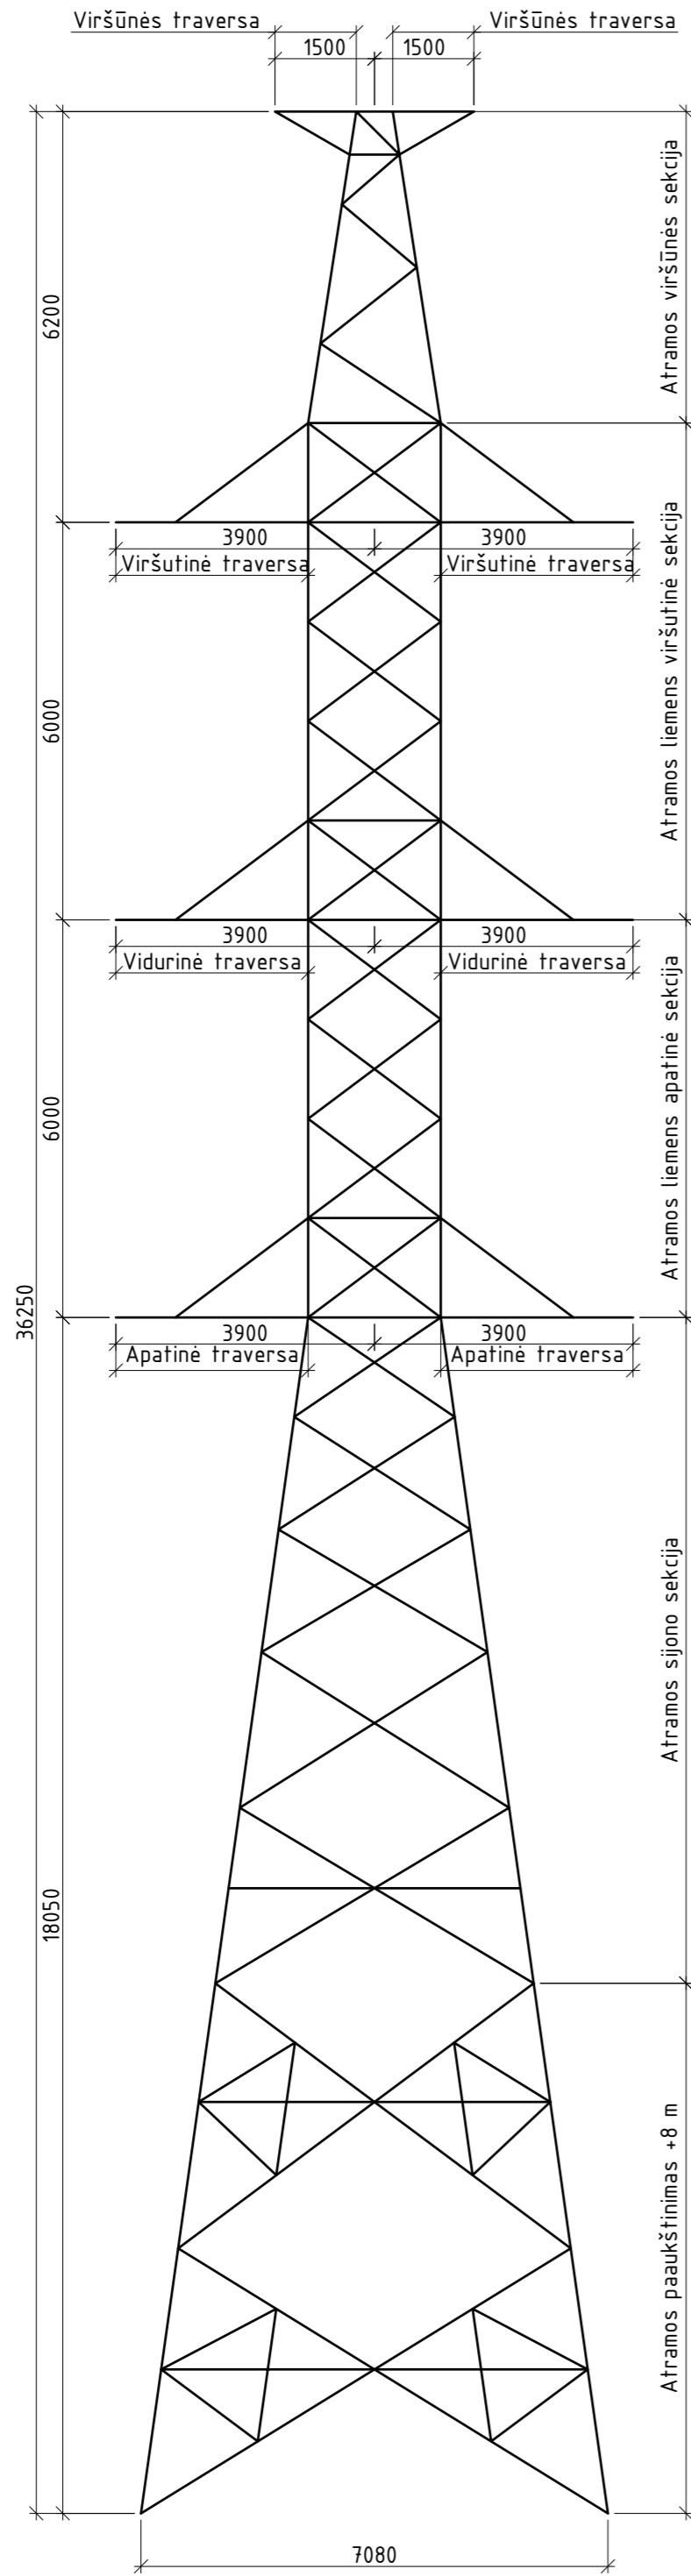 Viršūnės traversa
Viršūnės traversa
1500
1500
Atramos viršūnės sekcija
6200
3900
3900
Viršutinė traversa
Viršutinė traversa
Atramos liemens viršutinė sekcija
6000
3900
3900
Vidurinė traversa
Vidurinė traversa
Atramos liemens apatinė sekcija
6000
36250
3900
3900
Apatinė traversa
Apatinė traversa
Atramos sijono sekcija
18050
Atramos paaukštinimas +8 m
7080